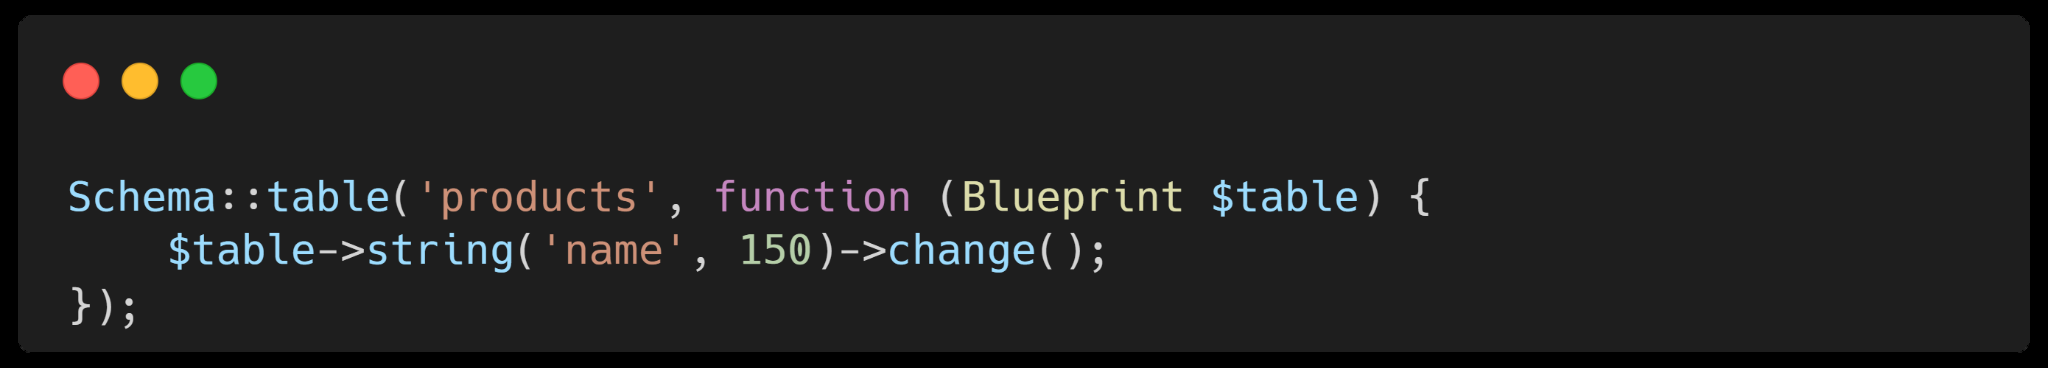 Schema::table('products', function (Blueprint $table) {
    $table->string('name', 150)->change();
});